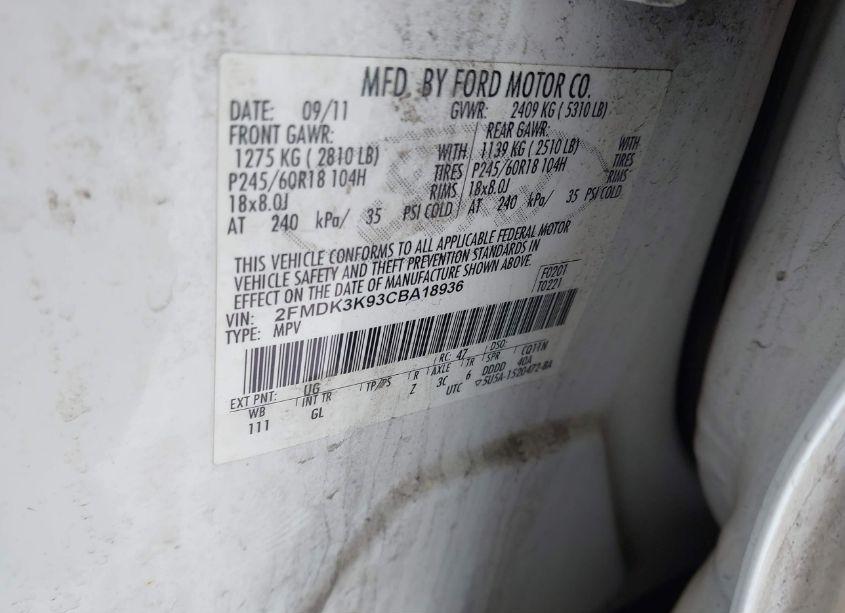 MFD. BY FORD MOTOR CO.
DATE: 09/11 GVWR: 2409 KG ( 5310 LB)
FRONT GAWR: REAR GAWR:
1275 KG ( 2810 LB) WITH 1139 KG ( 2510 LB) WITH
P245/60R18 104H TIRES P245/60R18 104H TIRES
18x8.0J RIMS 18x8.0J RIMS
AT 240 kPa/ 35 PSI COLD AT 240 kPa/ 35 PSI COLD
THIS VEHICLE CONFORMS TO ALL APPLICABLE FEDERAL MOTOR
VEHICLE SAFETY AND THEFT PREVENTION STANDARDS IN
EFFECT ON THE DATE OF MANUFACTURE SHOWN ABOVE.
F0201
T0221
VIN: 2FMDK3K93CBA18936
TYPE: MPV
EXT PNT: UG RC: 47 DSO:
WB INT TR TP/PS R AXLE TR SPR
111 GL Z 3C 6 DDDD 40A
UTC 5U5A-1520472-BA